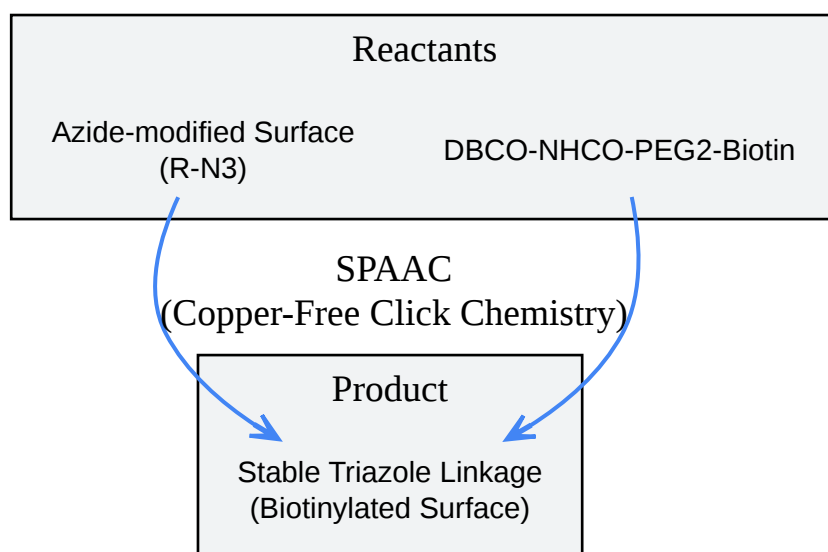 Reactants
Azide-modified Surface
(R-N3)
DBCO-NHCO-PEG2-Biotin
SPAAC
(Copper-Free Click Chemistry)
Product
Stable Triazole Linkage
(Biotinylated Surface)